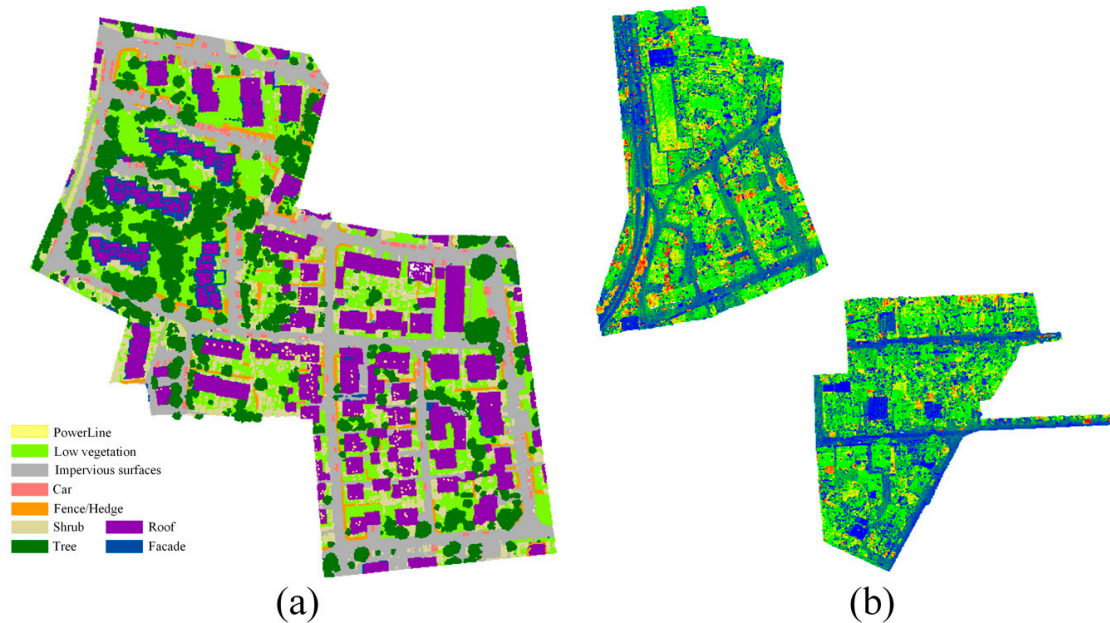 PowerLine
Low vegetation
Impervious surfaces
Car
Fence/Hedge
Shrub Roof
Tree Facade
(a) (b)